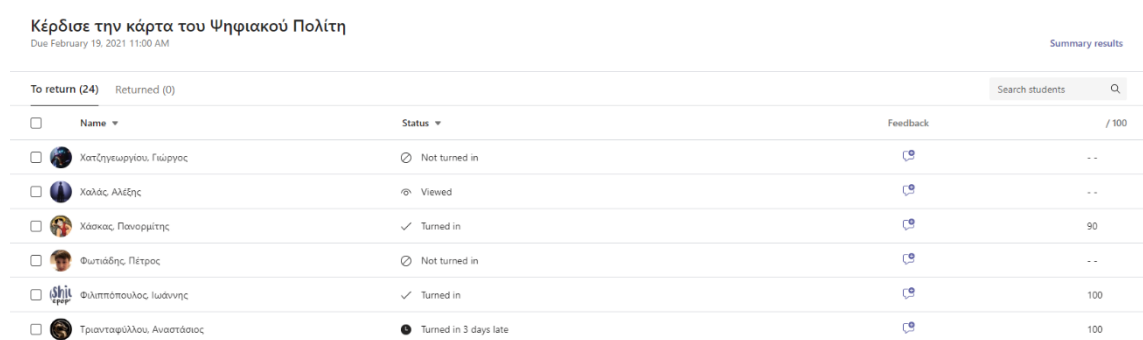 Κέρδισε την κάρτα του Ψηφιακού Πολίτη
Due February 19, 2021 11:00 AM
Summary results
To return (24) Returned (0) Search students
Name Status Feedback / 100
Χατζηγεωργίου, Γιώργος Not turned in - -
Χαλάς, Αλέξης Viewed - -
Χάσκας, Πανορμίτης Turned in 90
Φωτιάδης, Πέτρος Not turned in - -
Φιλιππόπουλος, Ιωάννης Turned in 100
Τριανταφύλλου, Αναστάσιος Turned in 3 days late 100